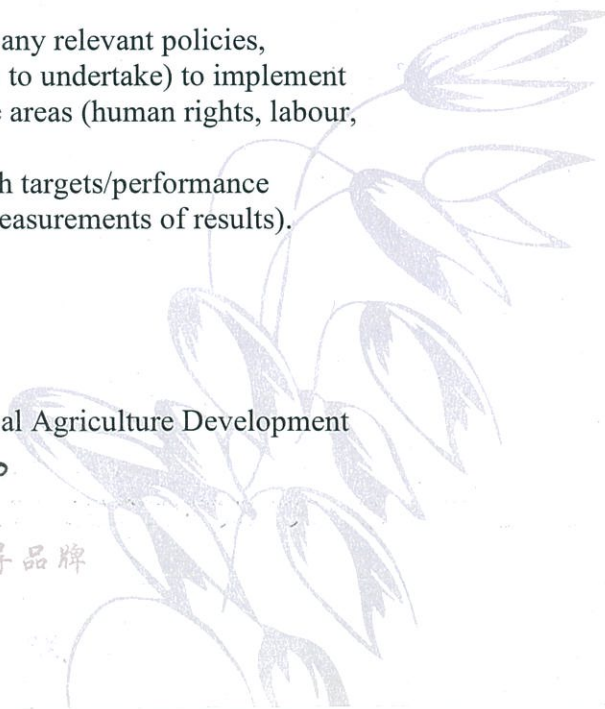 any relevant policies,
to undertake) to implement
areas (human rights, labour,
targets/performance
easurements of results).
al Agriculture Development
品牌